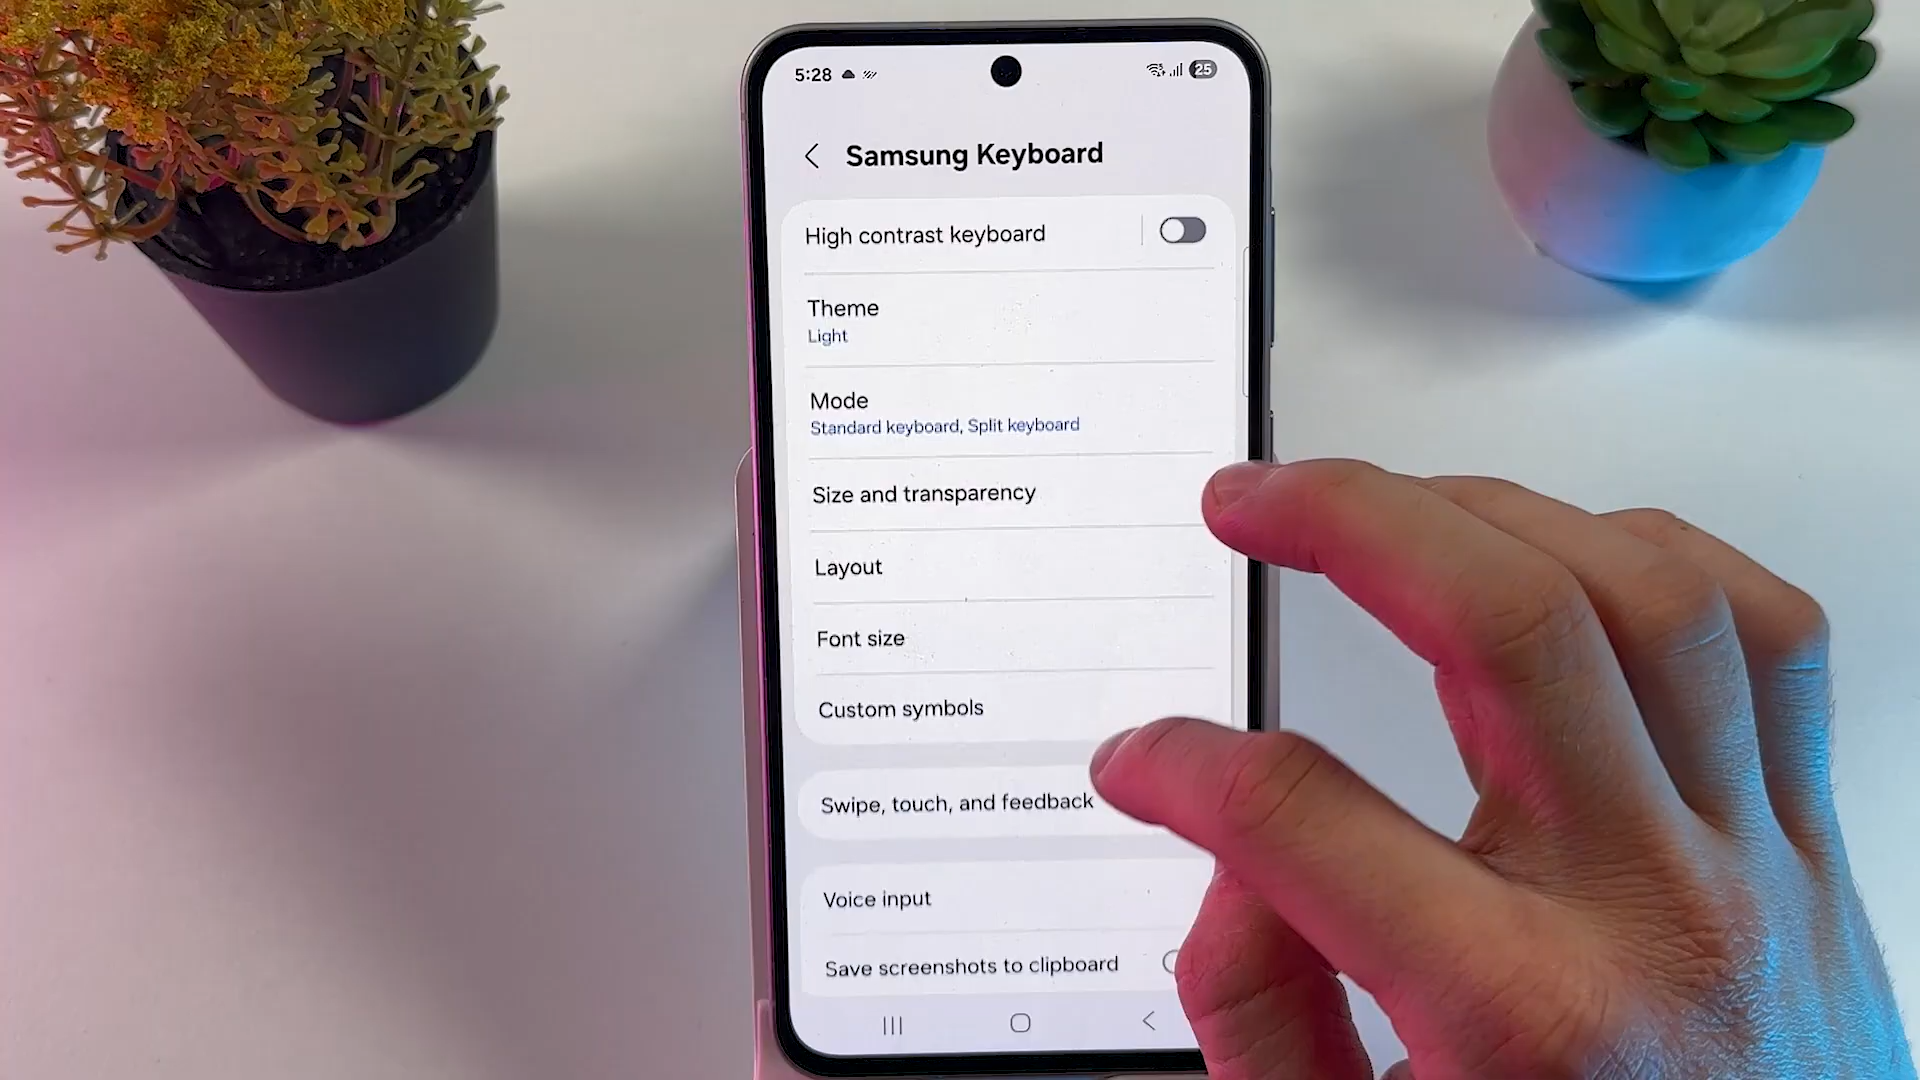 5:28
25
Samsung Keyboard
High contrast keyboard
Theme
Light
Mode
Standard keyboard, Split keyboard
Size and transparency
Layout
Font size
Custom symbols
Swipe, touch, and feedback
Voice input
Save screenshots to clipboard